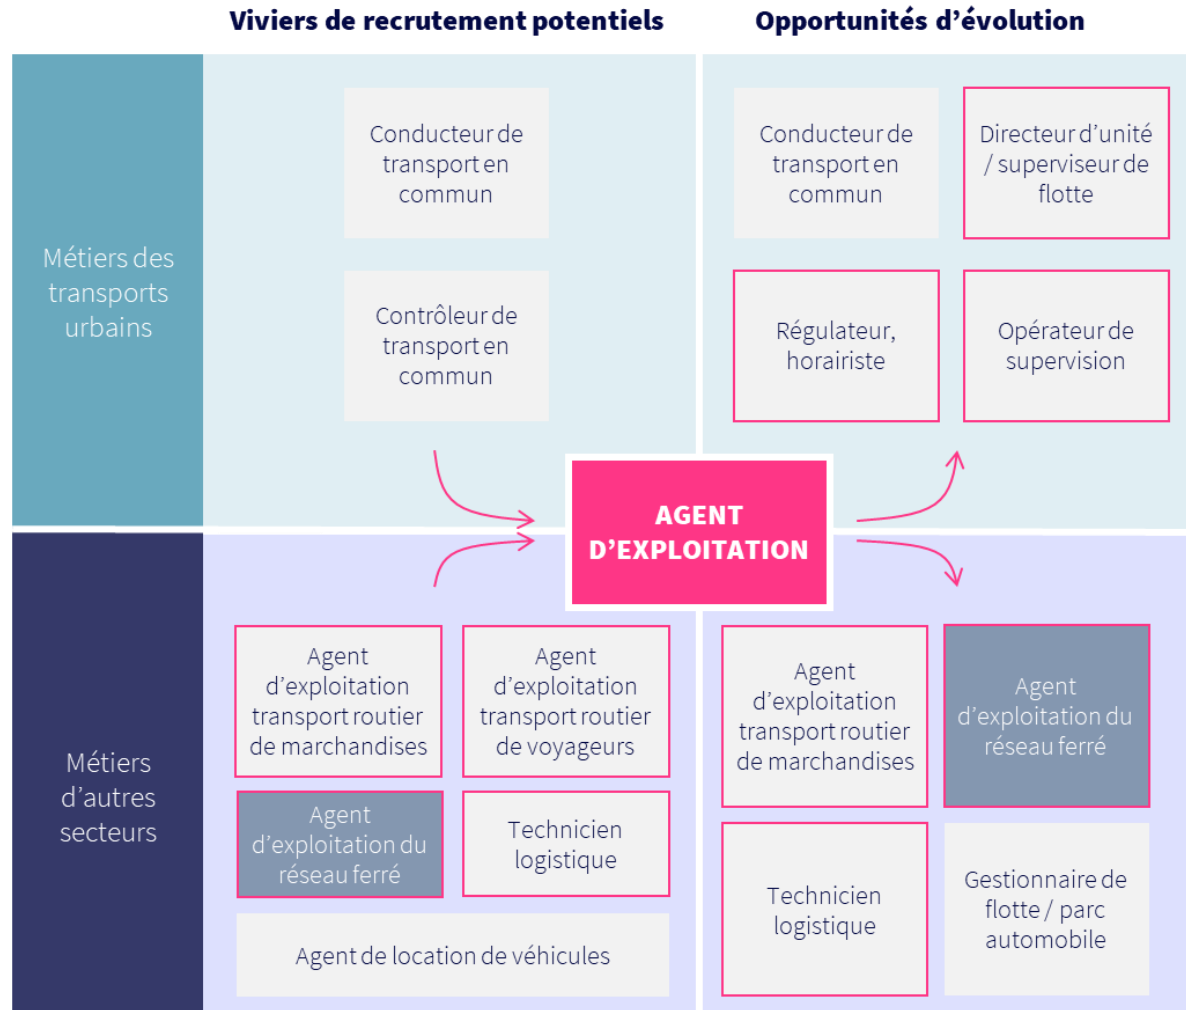 Viviers de recrutement potentiels
Opportunités d’évolution
Métiers des
transports
urbains
Conducteur de
transport en
commun
Contrôleur de
transport en
commun
Conducteur de
transport en
commun
Directeur d’unité
/ superviseur de
flotte
Régulateur,
horairiste
Opérateur de
supervision
AGENT
D’EXPLOITATION
Métiers
d’autres
secteurs
Agent
d’exploitation
transport routier
de marchandises
Agent
d’exploitation
transport routier
de voyageurs
Agent
d’exploitation du
réseau ferré
Technicien
logistique
Agent de location de véhicules
Agent
d’exploitation
transport routier
de marchandises
Agent
d’exploitation du
réseau ferré
Technicien
logistique
Gestionnaire de
flotte / parc
automobile